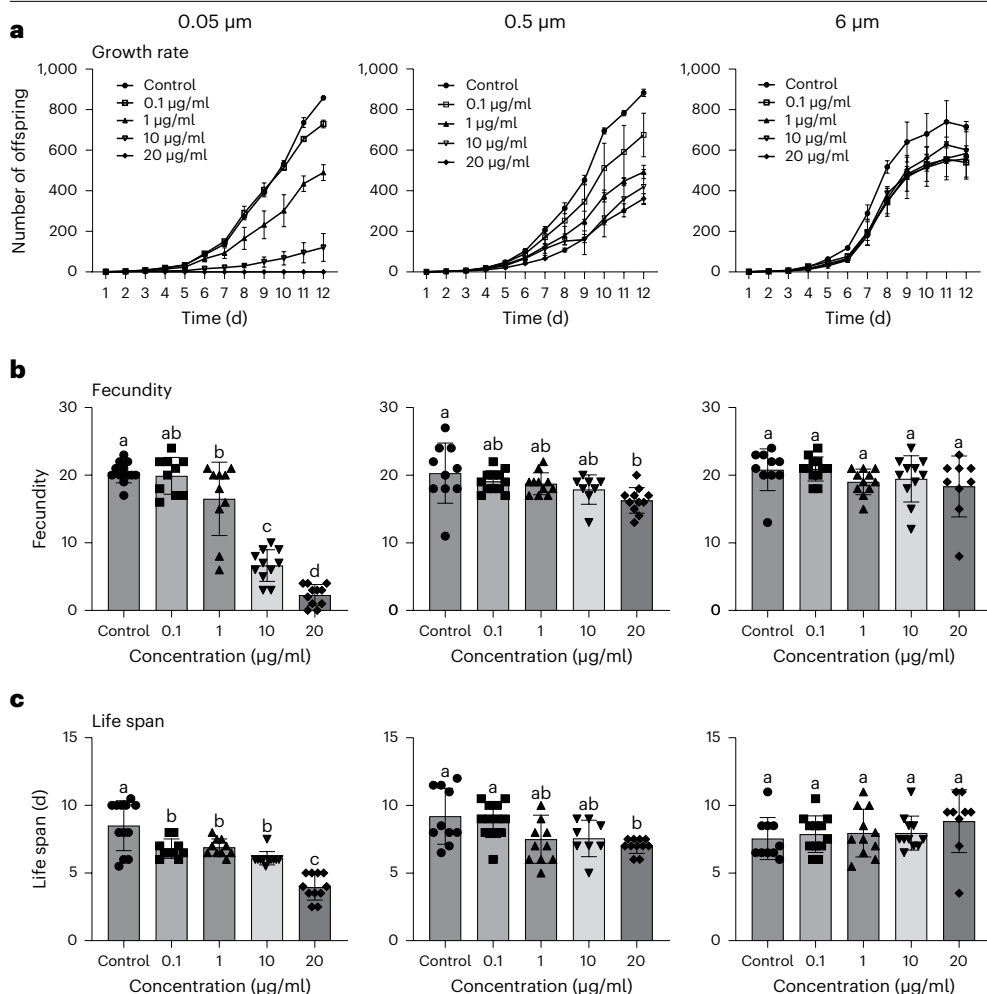 0.05 µm 0.5 µm 6 µm
a
Growth rate
Number of offspring
1,000
800
600
400
200
0
Control
0.1 µg/ml
1 µg/ml
10 µg/ml
20 µg/ml
1 2 3 4 5 6 7 8 9 10 11 12
Time (d)
1,000
800
600
400
200
0
Control
0.1 µg/ml
1 µg/ml
10 µg/ml
20 µg/ml
1 2 3 4 5 6 7 8 9 10 11 12
Time (d)
1,000
800
600
400
200
0
Control
0.1 µg/ml
1 µg/ml
10 µg/ml
20 µg/ml
1 2 3 4 5 6 7 8 9 10 11 12
Time (d)
b
Fecundity
Fecundity
30
20
10
0
a ab b c d
Control 0.1 1 10 20
Concentration (µg/ml)
30
20
10
0
a ab ab ab b
Control 0.1 1 10 20
Concentration (µg/ml)
30
20
10
0
a a a a a
Control 0.1 1 10 20
Concentration (µg/ml)
c
Life span
Life span (d)
15
10
5
0
a b b b c
Control 0.1 1 10 20
Concentration (µg/ml)
15
10
5
0
a a ab ab b
Control 0.1 1 10 20
Concentration (µg/ml)
15
10
5
0
a a a a a
Control 0.1 1 10 20
Concentration (µg/ml)